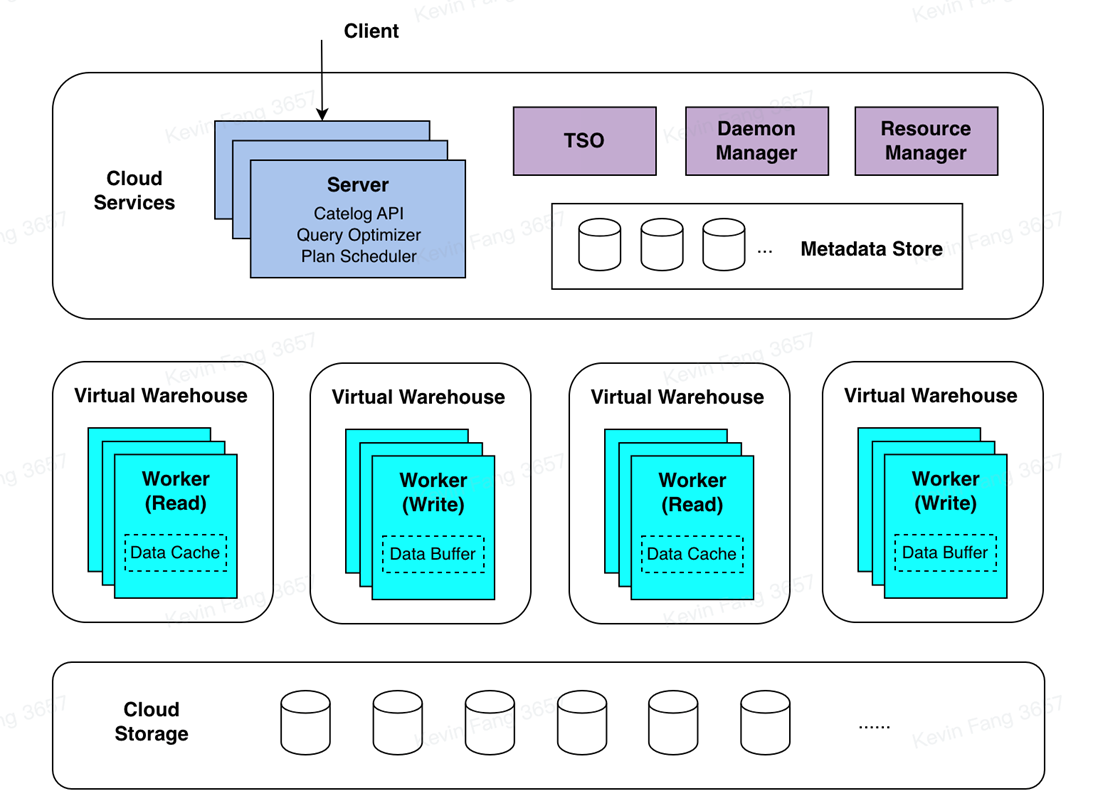 Client
Cloud
Services
Server
Catelog API
Query Optimizer
Plan Scheduler
TSO
Daemon
Manager
Resource
Manager
...
Metadata Store
Virtual Warehouse
Worker
(Read)
Data Cache
Virtual Warehouse
Worker
(Write)
Data Buffer
Virtual Warehouse
Worker
(Read)
Data Cache
Virtual Warehouse
Worker
(Write)
Data Buffer
Cloud
Storage
......
Kevin Fang 3657